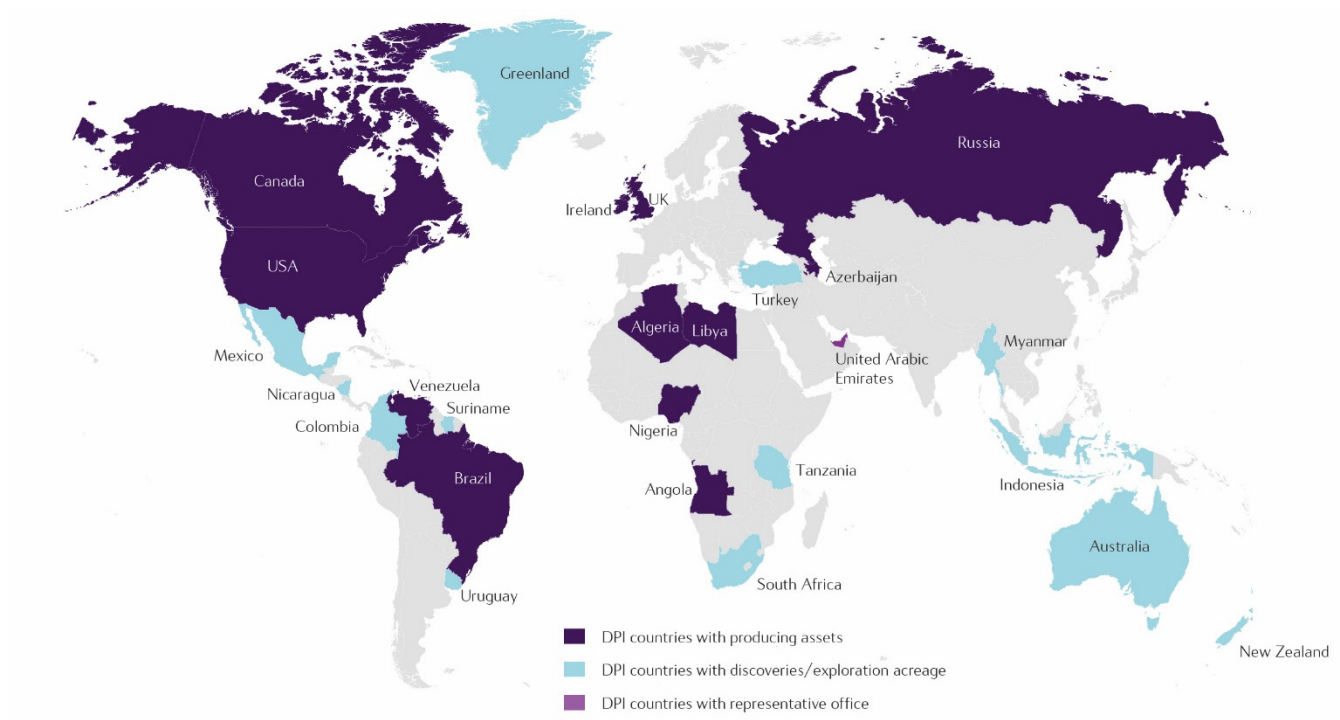 Greenland
Russia
Canada
UK
Ireland
USA
Azerbaijan
Turkey
Algeria
Libya
Mexico
Myanmar
United Arabic
Emirates
Nicaragua
Venezuela
Suriname
Colombia
Nigeria
Tanzania
Brazil
Angola
Indonesia
Australia
South Africa
Uruguay
DPI countries with producing assets
New Zealand
DPI countries with discoveries/exploration acreage
DPI countries with representative office